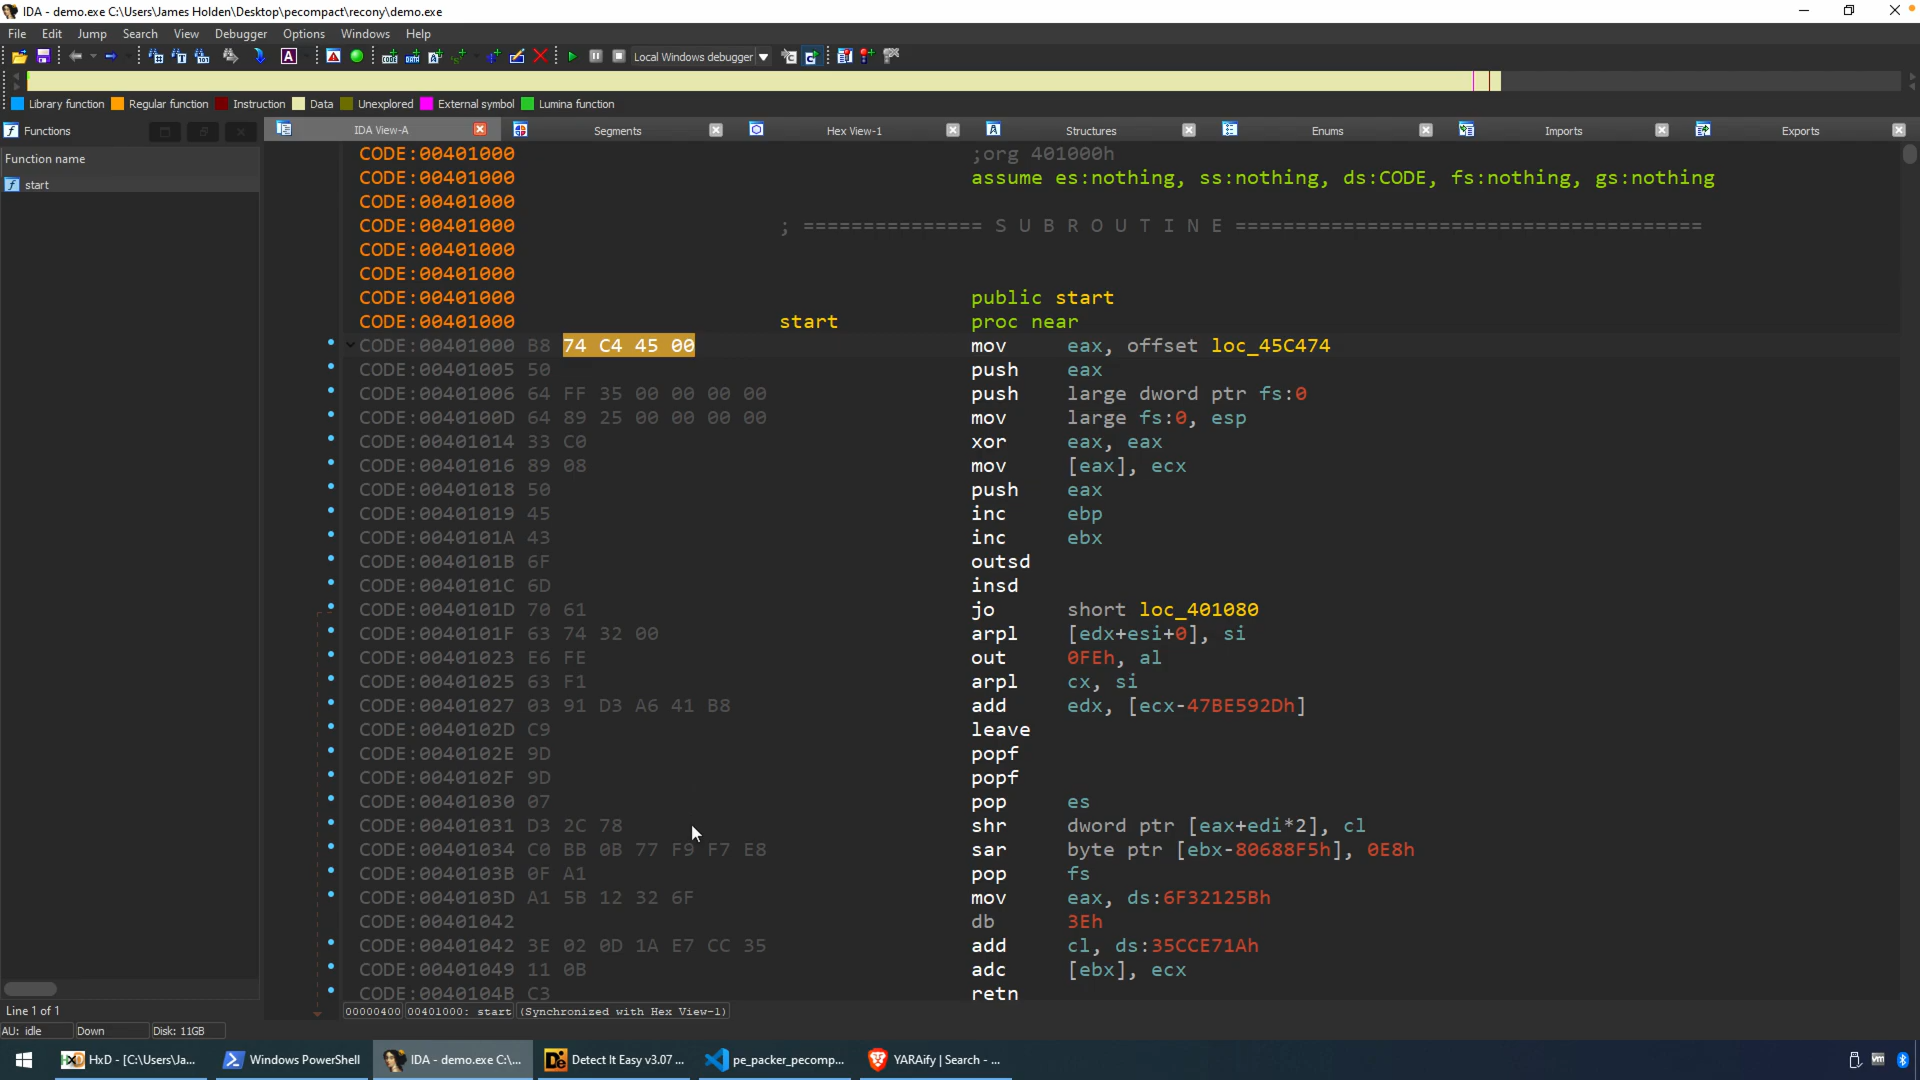 IDA - demo.exe C:\Users\James Holden\Desktop\pecompact\recony\demo.exe
File Edit Jump Search View Debugger Options Windows Help
Local Windows debugger
Library function Regular function Instruction Data Unexplored External symbol Lumina function
Functions
IDA View-A Segments Hex View-1 Structures Enums Imports Exports
Function name
start
CODE:00401000 ;org 401000h
CODE:00401000 assume es:nothing, ss:nothing, ds:CODE, fs:nothing, gs:nothing
CODE:00401000
CODE:00401000 ; =============== S U B R O U T I N E =======================================
CODE:00401000
CODE:00401000
CODE:00401000 public start
CODE:00401000 start proc near
CODE:00401000 B8 74 C4 45 00 mov eax, offset loc_45C474
CODE:00401005 50 push eax
CODE:00401006 64 FF 35 00 00 00 00 push large dword ptr fs:0
CODE:0040100D 64 89 25 00 00 00 00 mov large fs:0, esp
CODE:00401014 33 C0 xor eax, eax
CODE:00401016 89 08 mov [eax], ecx
CODE:00401018 50 push eax
CODE:00401019 45 inc ebp
CODE:0040101A 43 inc ebx
CODE:0040101B 6F outsd
CODE:0040101C 6D insd
CODE:0040101D 70 61 jo short loc_401080
CODE:0040101F 63 74 32 00 arpl [edx+esi+0], si
CODE:00401023 E6 FE out 0FEh, al
CODE:00401025 63 F1 arpl cx, si
CODE:00401027 03 91 D3 A6 41 B8 add edx, [ecx-47BE592Dh]
CODE:0040102D C9 leave
CODE:0040102E 9D popf
CODE:0040102F 9D popf
CODE:00401030 07 pop es
CODE:00401031 D3 2C 78 shr dword ptr [eax+edi*2], cl
CODE:00401034 C0 BB 0B 77 F9 F7 E8 sar byte ptr [ebx-80688F5h], 0E8h
CODE:0040103B 0F A1 pop fs
CODE:0040103D A1 5B 12 32 6F mov eax, ds:6F32125Bh
CODE:00401042 db 3Eh
CODE:00401042 3E 02 0D 1A E7 CC 35 add cl, ds:35CCE71Ah
CODE:00401049 11 0B adc [ebx], ecx
CODE:0040104B C3 retn
Line 1 of 1
00000400 00401000: start (Synchronized with Hex View-1)
AU: idle Down Disk: 11GB
HxD - [C:\Users\Ja... Windows PowerShell IDA - demo.exe C:\... Detect It Easy v3.07 ... pe_packer_pecomp... YARAify | Search - ...